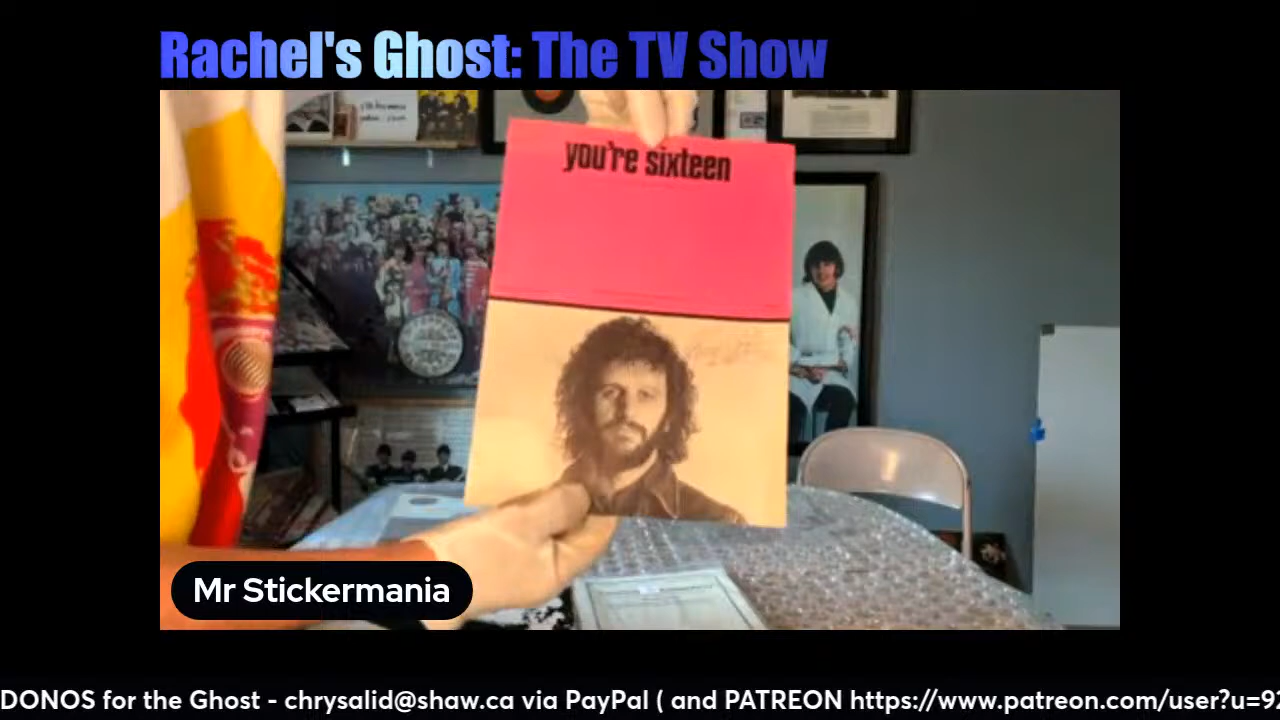 Rachel's Ghost: The TV Show
you're sixteen
Mr Stickermania
DONOS for the Ghost - chrysalid@shaw.ca via PayPal ( and PATREON https://www.patreon.com/user?u=92